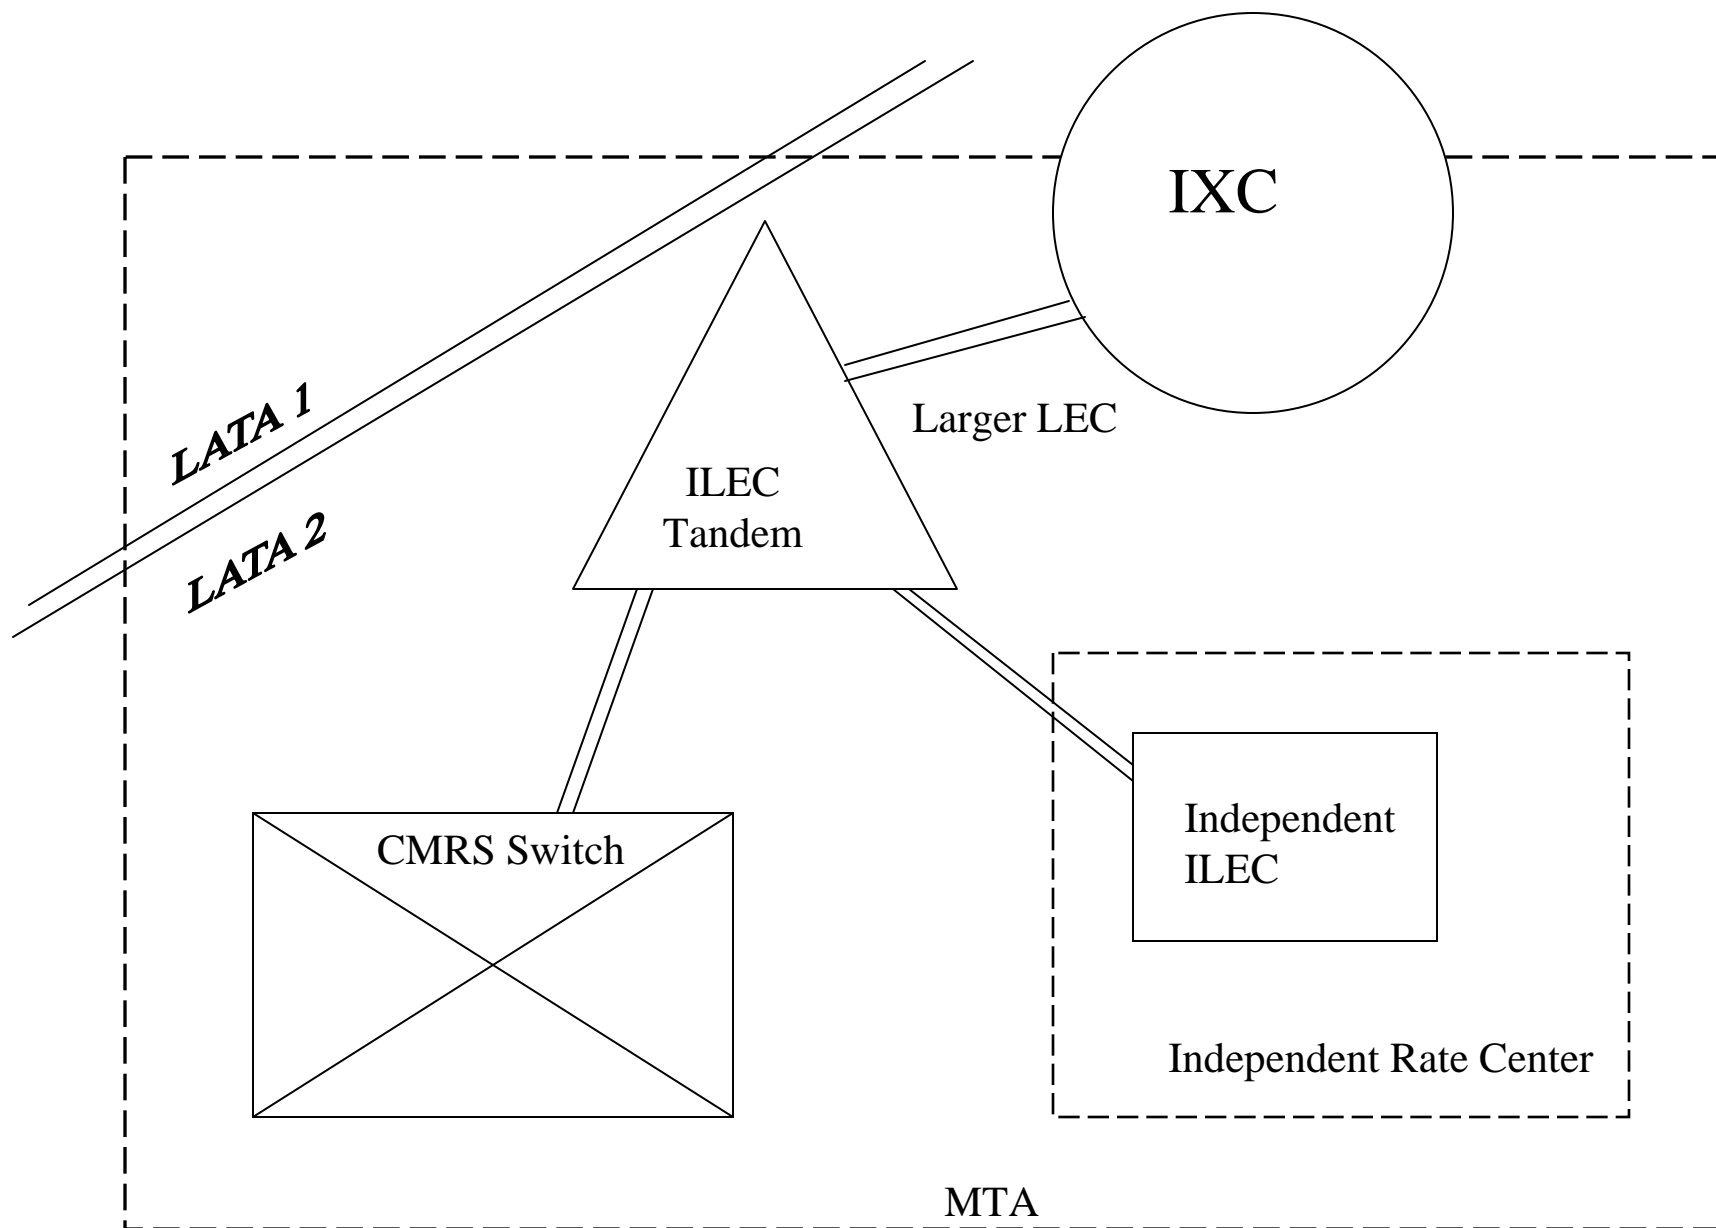 IXC
LATA 1
Larger LEC
ILEC
Tandem
LATA 2
CMRS Switch
Independent
ILEC
Independent Rate Center
MTA